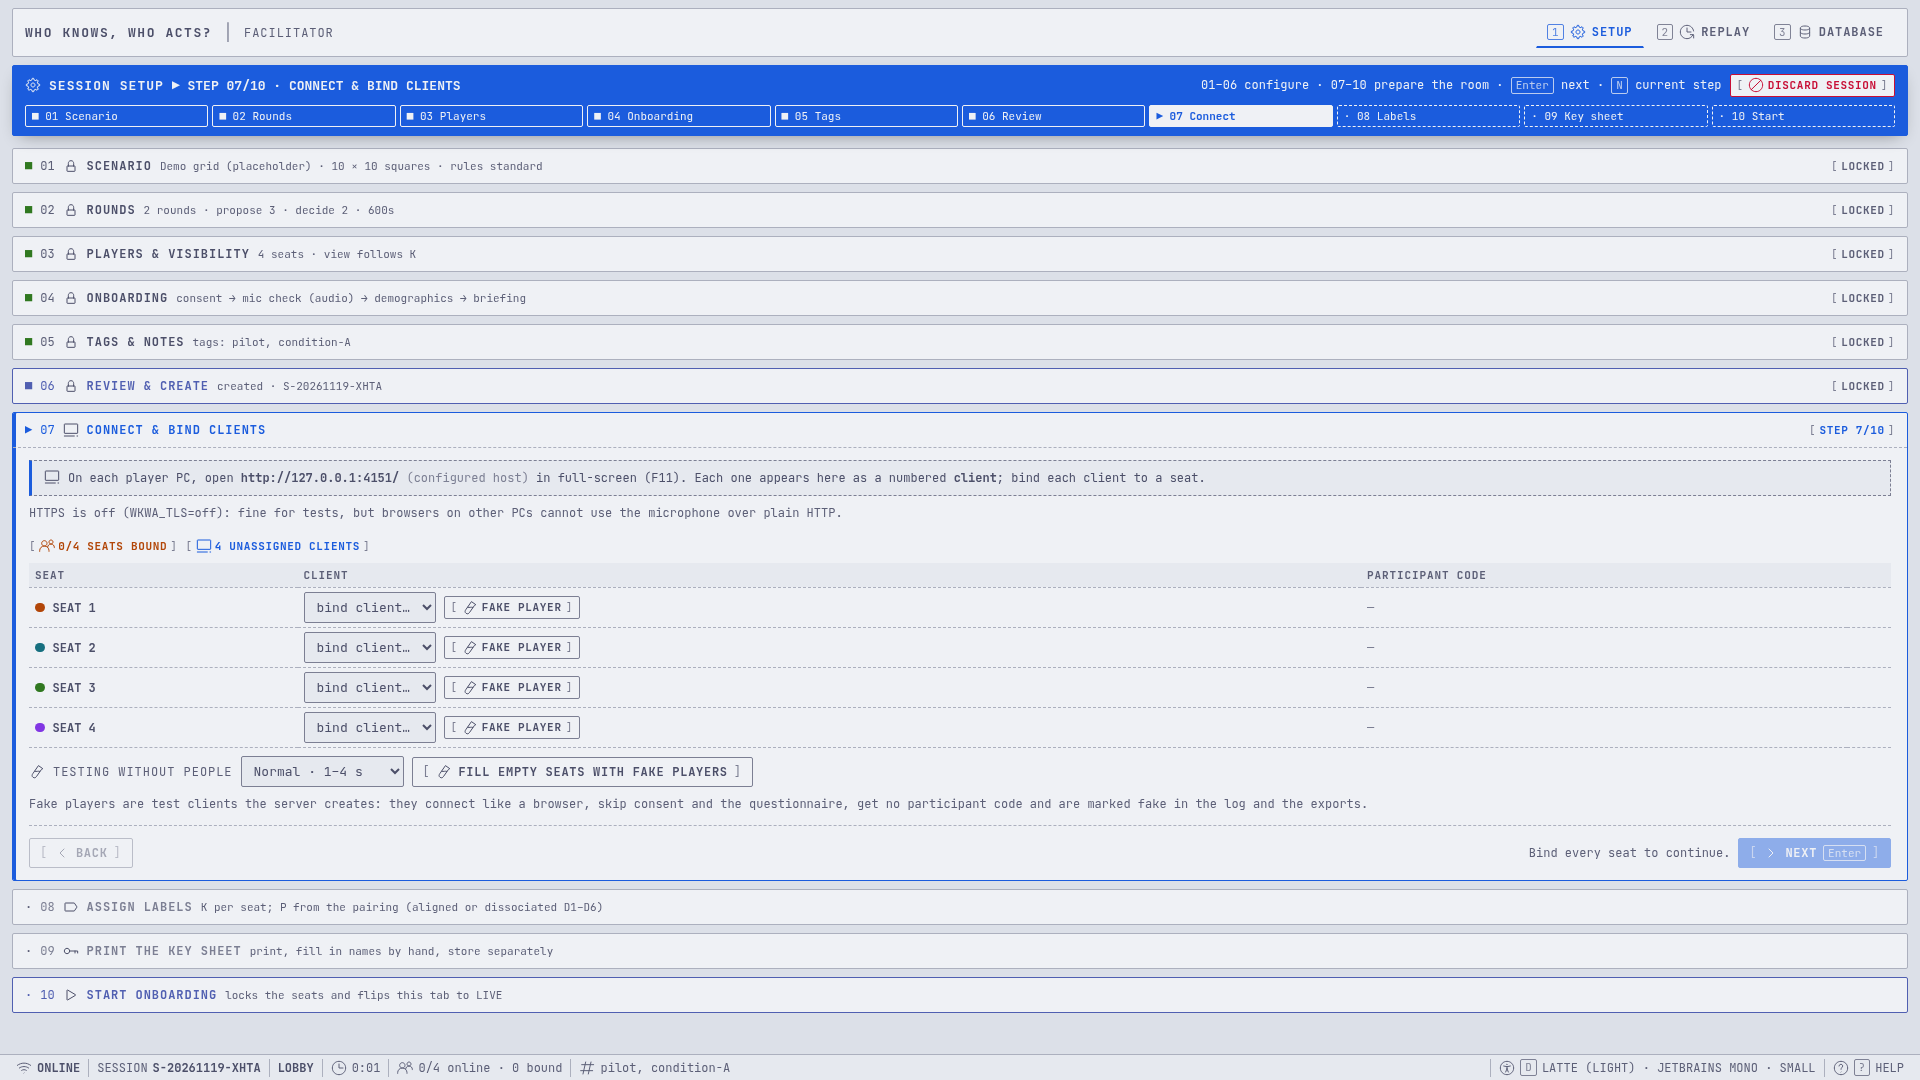 WHO KNOWS, WHO ACTS? FACILITATOR 1 SETUP 2 REPLAY 3 DATABASE
SESSION SETUP ▶ STEP 07/10 · CONNECT & BIND CLIENTS 01–06 configure · 07–10 prepare the room · Enter next · N current step [ DISCARD SESSION ]
■ 01 Scenario ■ 02 Rounds ■ 03 Players ■ 04 Onboarding ■ 05 Tags ■ 06 Review ▶ 07 Connect · 08 Labels · 09 Key sheet · 10 Start
■ 01 SCENARIO Demo grid (placeholder) · 10 × 10 squares · rules standard [ LOCKED ]
■ 02 ROUNDS 2 rounds · propose 3 · decide 2 · 600s [ LOCKED ]
■ 03 PLAYERS & VISIBILITY 4 seats · view follows K [ LOCKED ]
■ 04 ONBOARDING consent → mic check (audio) → demographics → briefing [ LOCKED ]
■ 05 TAGS & NOTES tags: pilot, condition-A [ LOCKED ]
■ 06 REVIEW & CREATE created · S-20261119-XHTA [ LOCKED ]
▶ 07 CONNECT & BIND CLIENTS [ STEP 7/10 ]
On each player PC, open http://127.0.0.1:4151/ (configured host) in full-screen (F11). Each one appears here as a numbered client; bind each client to a seat.
HTTPS is off (WKWA_TLS=off): fine for tests, but browsers on other PCs cannot use the microphone over plain HTTP.
[ 0/4 SEATS BOUND ] [ 4 UNASSIGNED CLIENTS ]
SEAT CLIENT PARTICIPANT CODE
SEAT 1 bind client… [ FAKE PLAYER ] —
SEAT 2 bind client… [ FAKE PLAYER ] —
SEAT 3 bind client… [ FAKE PLAYER ] —
SEAT 4 bind client… [ FAKE PLAYER ] —
TESTING WITHOUT PEOPLE Normal · 1–4 s [ FILL EMPTY SEATS WITH FAKE PLAYERS ]
Fake players are test clients the server creates: they connect like a browser, skip consent and the questionnaire, get no participant code and are marked fake in the log and the exports.
[ BACK ] Bind every seat to continue. [ NEXT Enter ]
· 08 ASSIGN LABELS K per seat; P from the pairing (aligned or dissociated D1–D6)
· 09 PRINT THE KEY SHEET print, fill in names by hand, store separately
· 10 START ONBOARDING locks the seats and flips this tab to LIVE
ONLINE SESSION S-20261119-XHTA LOBBY 0:01 0/4 online · 0 bound pilot, condition-A D LATTE (LIGHT) · JETBRAINS MONO · SMALL ? HELP